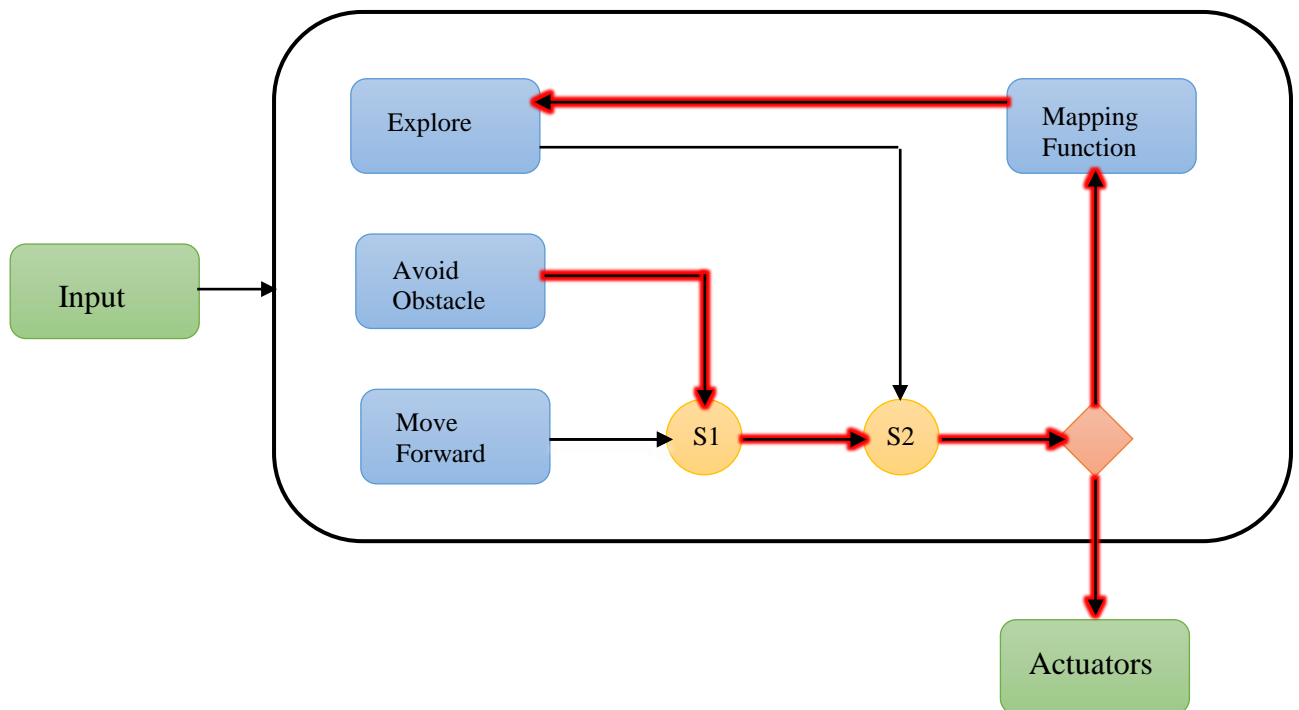 Explore
Mapping
Function
Avoid
Obstacle
Input
Move
Forward
S1
S2
Actuators